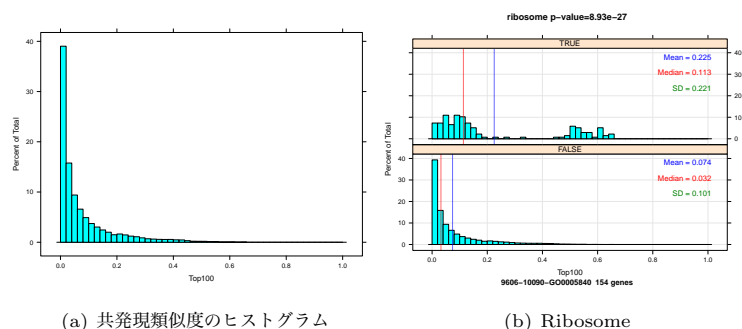 40
30
20
10
0
Percent of Total
0.0 0.2 0.4 0.6 0.8 1.0
Top100
(a) 共発現類似度のヒストグラム
ribosome p−value=8.93e−27
TRUE
Mean = 0.225
Median = 0.113
SD = 0.221
40
30
20
10
0
Percent of Total
FALSE
Mean = 0.074
Median = 0.032
SD = 0.101
40
30
20
10
0
0.0 0.2 0.4 0.6 0.8 1.0
Top100
9606−10090−GO0005840 154 genes
(b) Ribosome